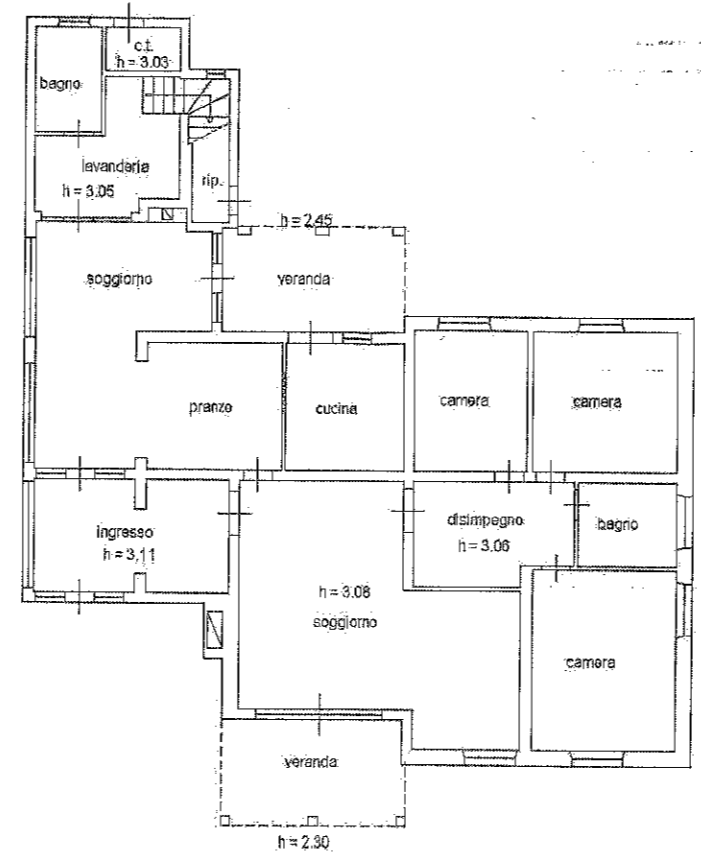 c.t.
h = 3.03
bagno
lavanderia
h = 3.05
rip.
h = 2.45
soggiorno
veranda
pranzo
cucina
camera
camera
ingresso
h = 3.11
disimpegno
h = 3.06
bagno
h = 3.08
soggiorno
camera
veranda
h = 2.30